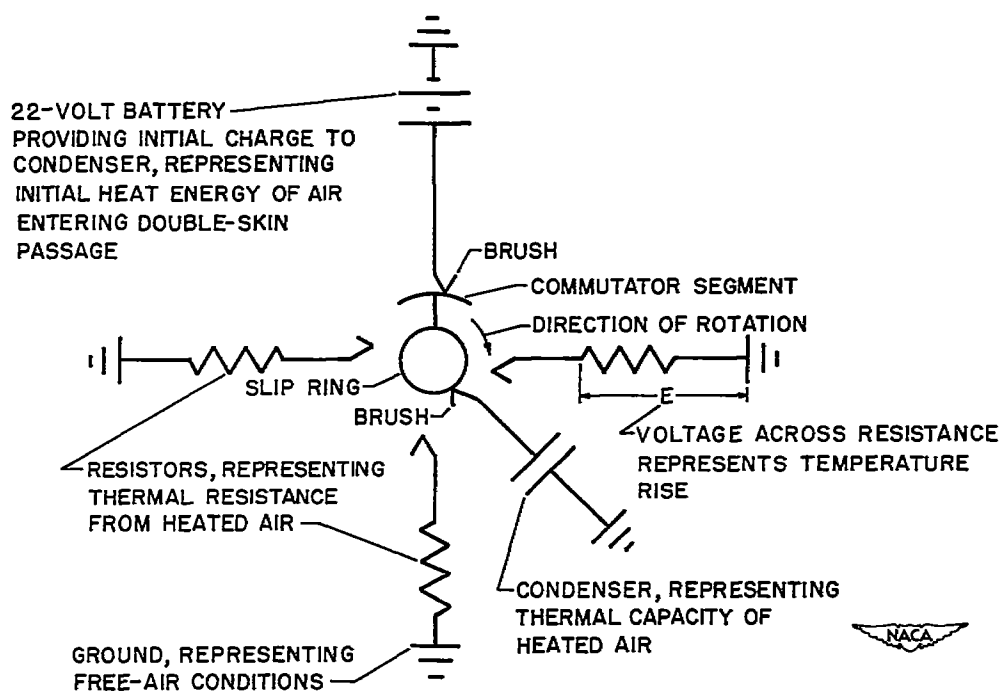 22-VOLT BATTERY
PROVIDING INITIAL CHARGE TO
CONDENSER, REPRESENTING
INITIAL HEAT ENERGY OF AIR
ENTERING DOUBLE-SKIN
PASSAGE
BRUSH
COMMUTATOR SEGMENT
DIRECTION OF ROTATION
SLIP RING
BRUSH
E
VOLTAGE ACROSS RESISTANCE
REPRESENTS TEMPERATURE
RISE
RESISTORS, REPRESENTING
THERMAL RESISTANCE
FROM HEATED AIR
CONDENSER, REPRESENTING
THERMAL CAPACITY OF
HEATED AIR
GROUND, REPRESENTING
FREE-AIR CONDITIONS
NACA